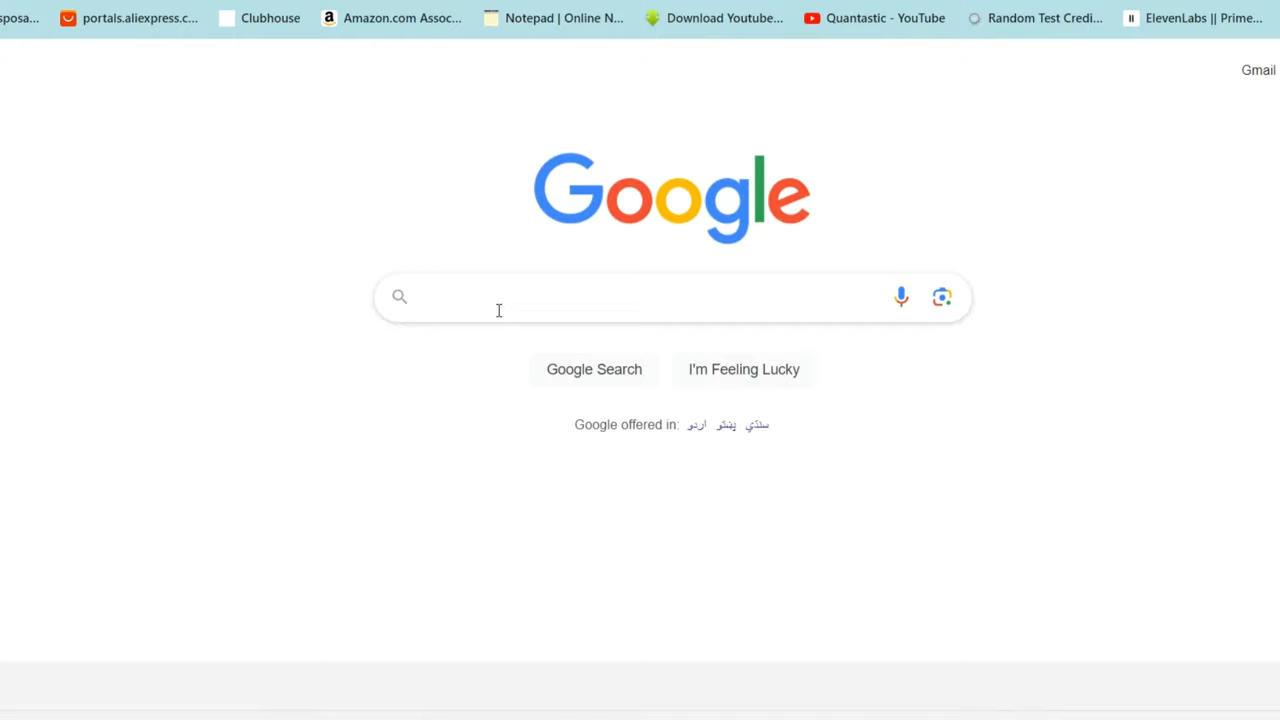 sposa... portals.aliexpress.c... Clubhouse Amazon.com Assoc... Notepad | Online N... Download Youtube... Quantastic - YouTube Random Test Credi... ElevenLabs || Prime...
Gmail
Google
Google Search I'm Feeling Lucky
Google offered in: اردو پښتو سنڌي